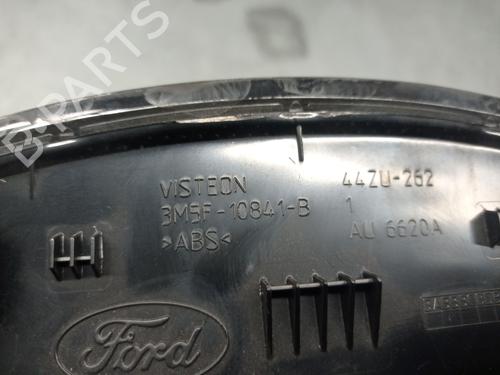 B-PARTS
VISTEON 44ZU-262
3M5F-10841-B 1
>ABS< AU 6620A
Ford